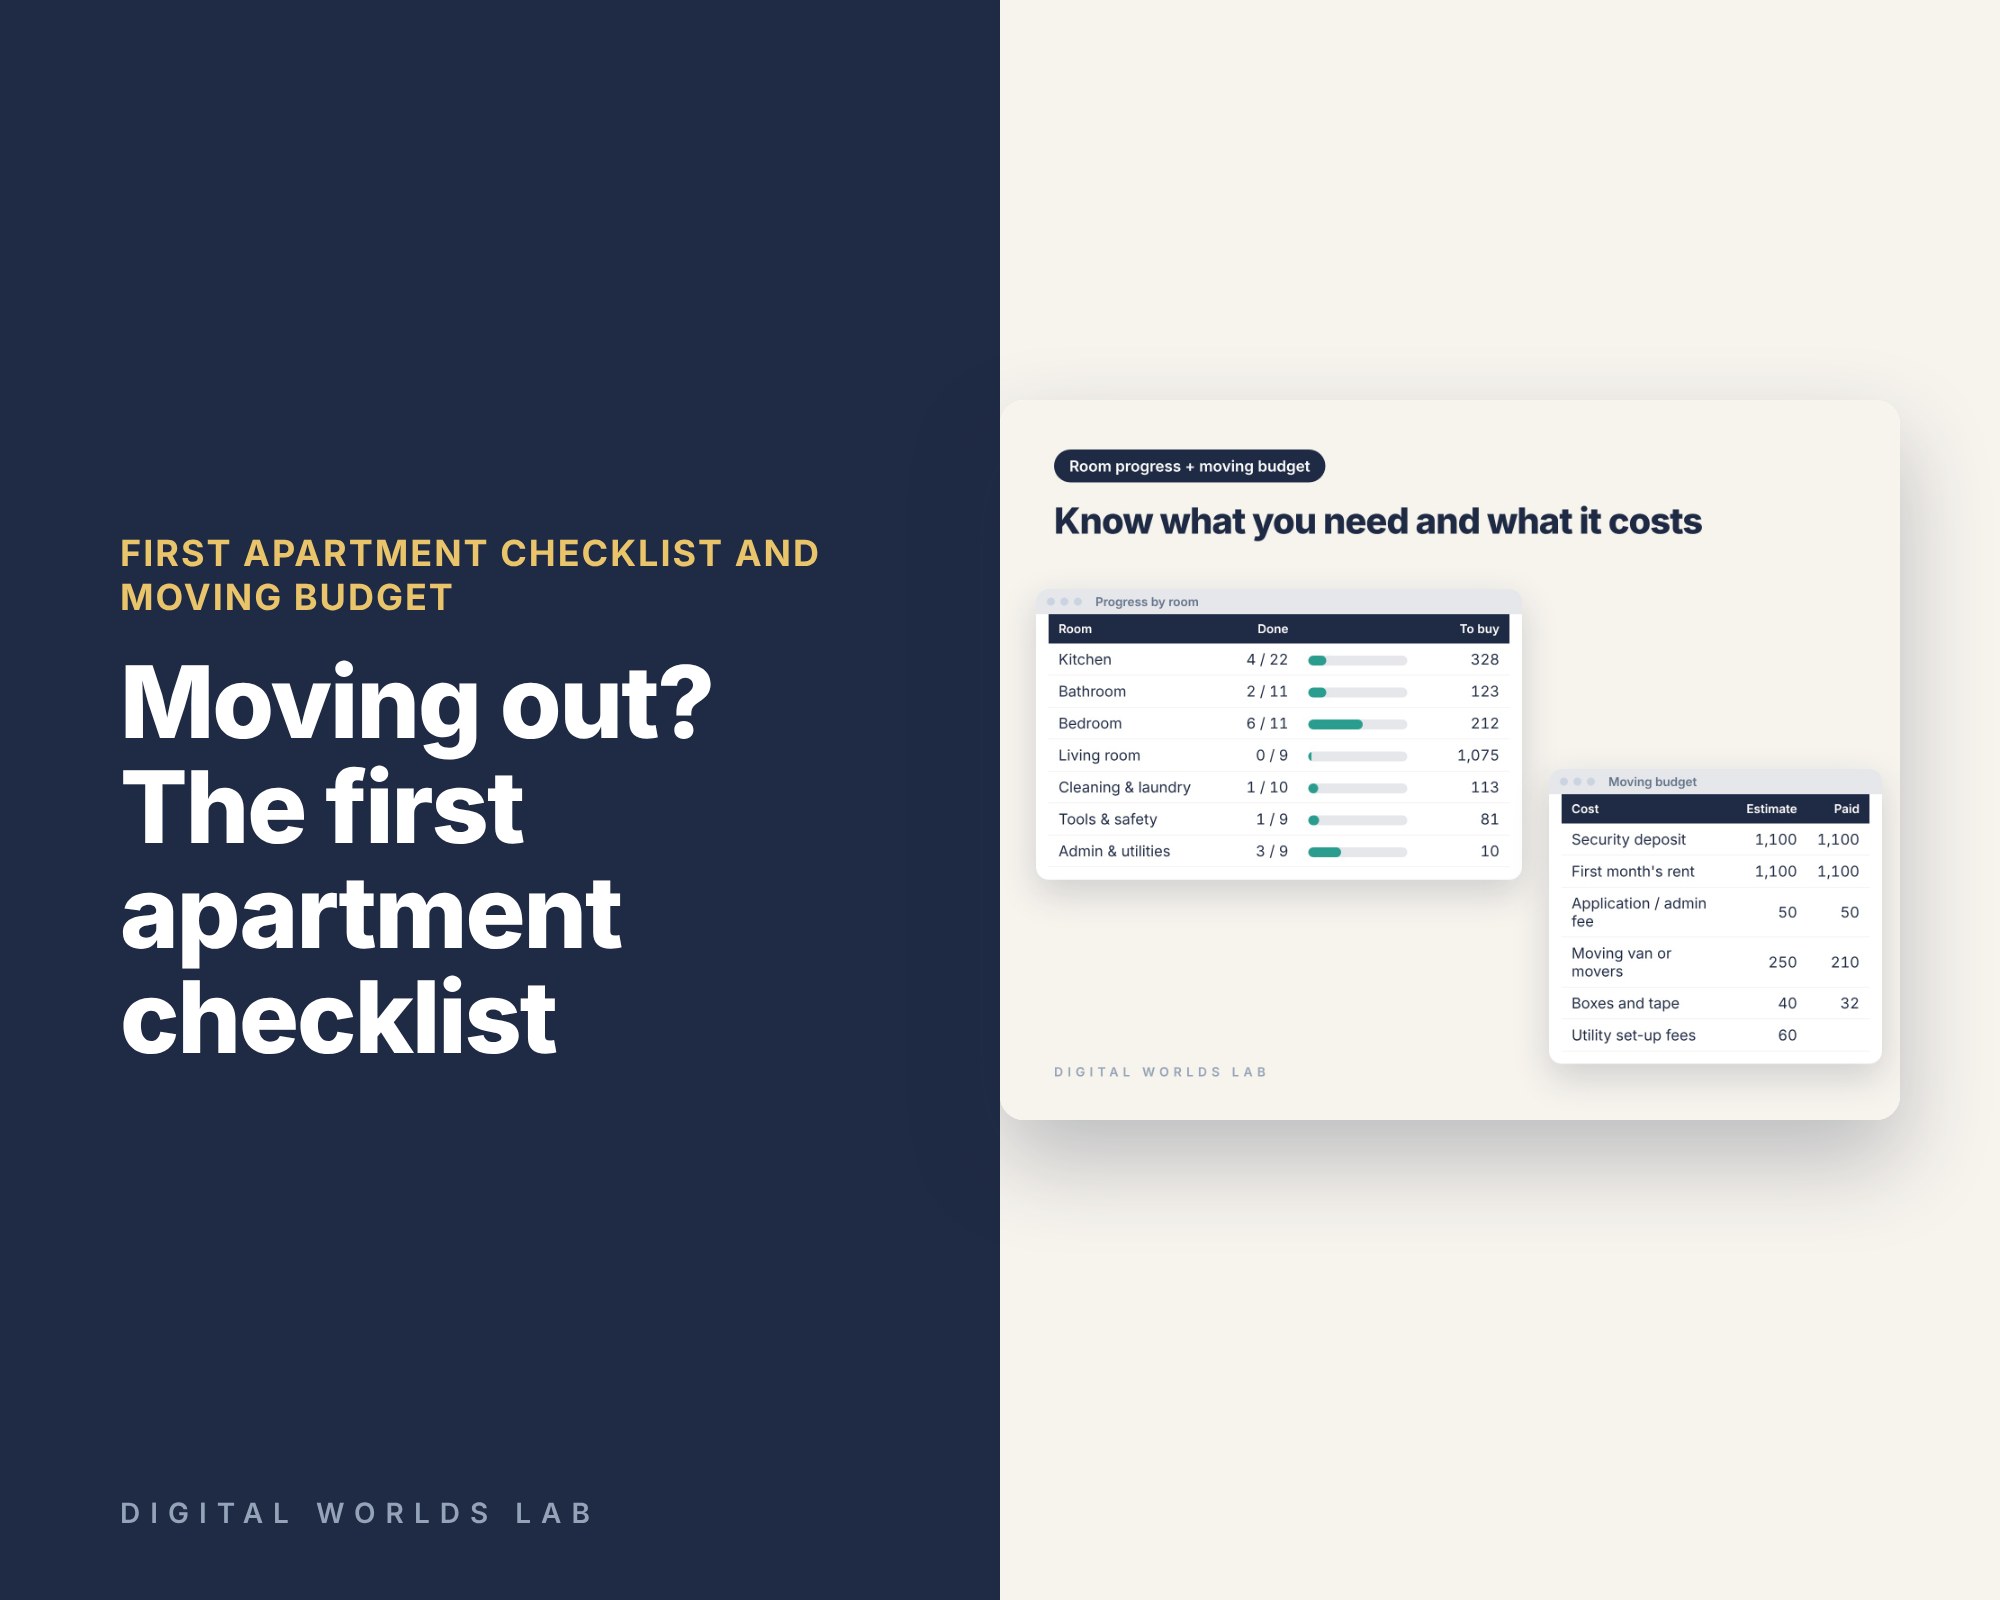 FIRST APARTMENT CHECKLIST AND
MOVING BUDGET
Moving out?
The first
apartment
checklist
DIGITAL WORLDS LAB
Room progress + moving budget
Know what you need and what it costs
Progress by room
Room Done To buy
Kitchen 4 / 22 328
Bathroom 2 / 11 123
Bedroom 6 / 11 212
Living room 0 / 9 1,075
Cleaning & laundry 1 / 10 113
Tools & safety 1 / 9 81
Admin & utilities 3 / 9 10
Moving budget
Cost Estimate Paid
Security deposit 1,100 1,100
First month's rent 1,100 1,100
Application / admin
fee 50 50
Moving van or
movers 250 210
Boxes and tape 40 32
Utility set-up fees 60
DIGITAL WORLDS LAB